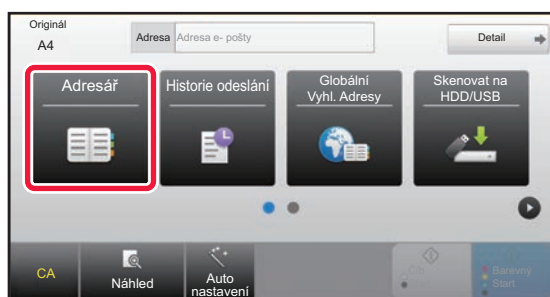 Originál
A4
Adresa
Adresa e- pošty
Detail
Adresář
Historie odeslání
Globální
Vyhl. Adresy
Skenovat na
HDD/USB
CA
Náhled
Auto
nastavení
Barevný
Start